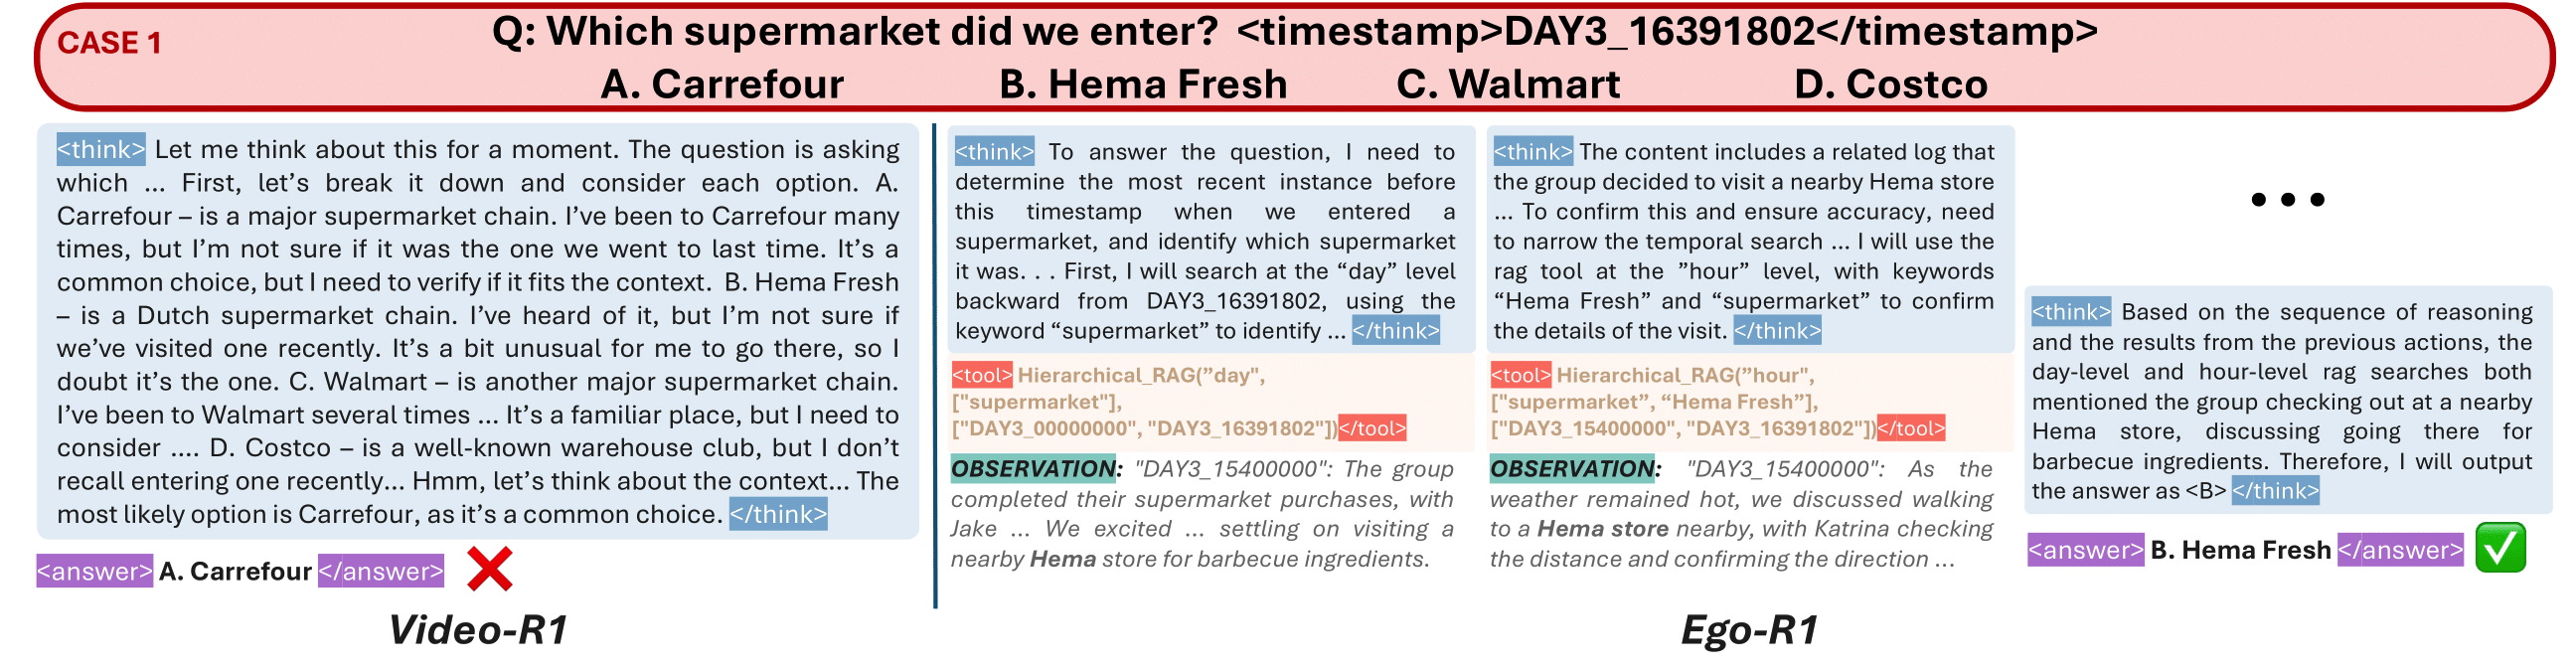 CASE 1
Q: Which supermarket did we enter? <timestamp>DAY3_16391802</timestamp>
A. Carrefour B. Hema Fresh C. Walmart D. Costco
<think> Let me think about this for a moment. The question is asking
which ... First, let’s break it down and consider each option. A.
Carrefour – is a major supermarket chain. I’ve been to Carrefour many
times, but I’m not sure if it was the one we went to last time. It’s a
common choice, but I need to verify if it fits the context. B. Hema Fresh
– is a Dutch supermarket chain. I’ve heard of it, but I’m not sure if
we’ve visited one recently. It’s a bit unusual for me to go there, so I
doubt it’s the one. C. Walmart – is another major supermarket chain.
I’ve been to Walmart several times ... It’s a familiar place, but I need to
consider .... D. Costco – is a well-known warehouse club, but I don’t
recall entering one recently... Hmm, let’s think about the context... The
most likely option is Carrefour, as it’s a common choice. </think>
<answer> A. Carrefour </answer>
Video-R1
<think> To answer the question, I need to
determine the most recent instance before
this timestamp when we entered a
supermarket, and identify which supermarket
it was. . . First, I will search at the “day” level
backward from DAY3_16391802, using the
keyword “supermarket” to identify ... </think>
<tool> Hierarchical_RAG(”day",
["supermarket"],
["DAY3_00000000", "DAY3_16391802"])</tool>
OBSERVATION: "DAY3_15400000": The group
completed their supermarket purchases, with
Jake ... We excited ... settling on visiting a
nearby Hema store for barbecue ingredients.
<think> The content includes a related log that
the group decided to visit a nearby Hema store
... To confirm this and ensure accuracy, need
to narrow the temporal search ... I will use the
rag tool at the ”hour” level, with keywords
“Hema Fresh” and “supermarket” to confirm
the details of the visit. </think>
<tool> Hierarchical_RAG(”hour",
["supermarket”, “Hema Fresh”],
["DAY3_15400000", "DAY3_16391802"])</tool>
OBSERVATION: "DAY3_15400000": As the
weather remained hot, we discussed walking
to a Hema store nearby, with Katrina checking
the distance and confirming the direction ...
...
<think> Based on the sequence of reasoning
and the results from the previous actions, the
day-level and hour-level rag searches both
mentioned the group checking out at a nearby
Hema store, discussing going there for
barbecue ingredients. Therefore, I will output
the answer as <B> </think>
<answer> B. Hema Fresh </answer>
Ego-R1